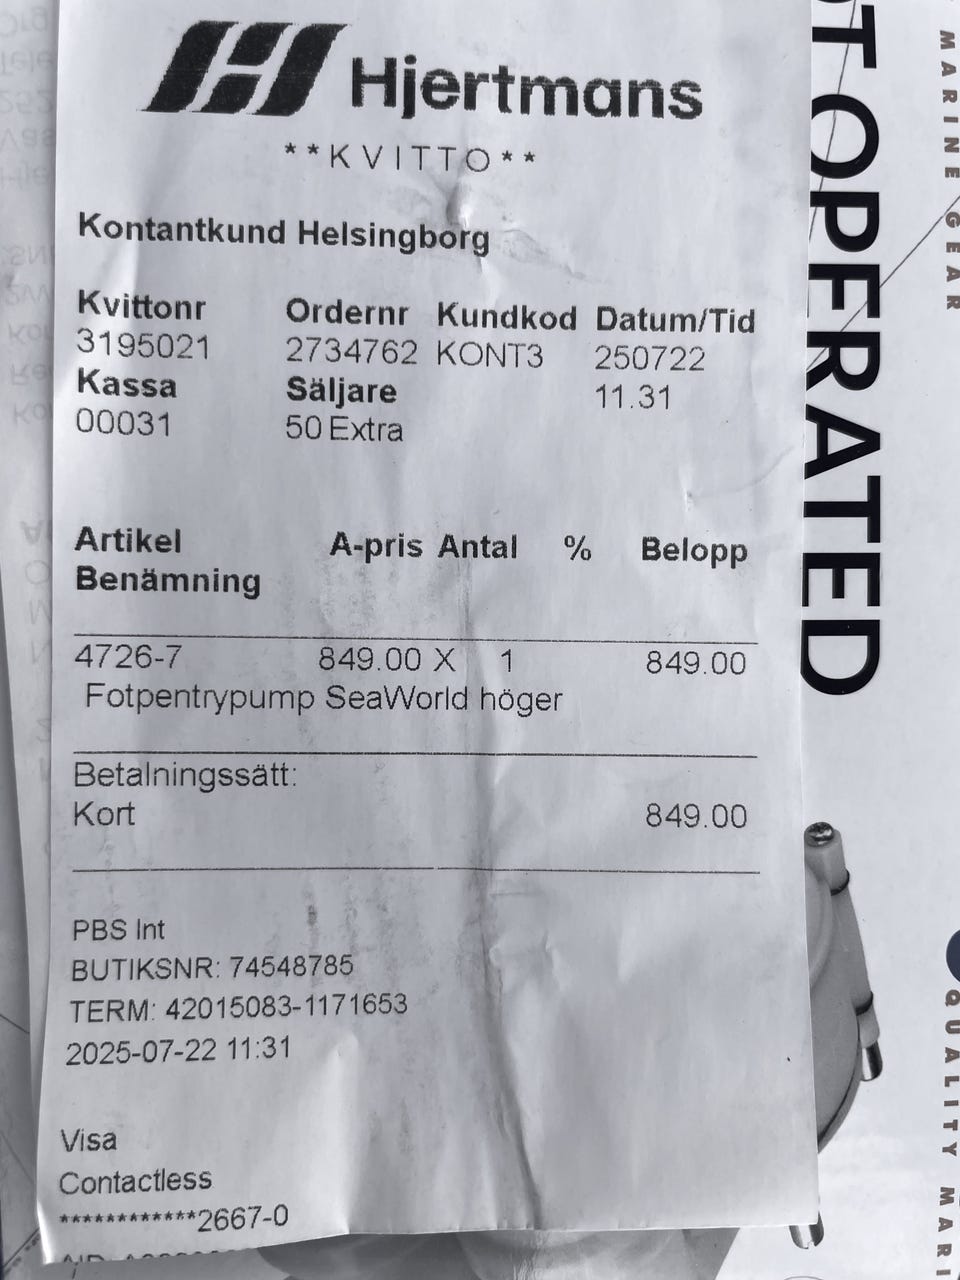 Hjertmans
**KVITTO**
Kontantkund Helsingborg
Kvittonr Ordernr Kundkod Datum/Tid
3195021 2734762 KONT3 250722
Kassa Säljare 11.31
00031 50 Extra
Artikel A-pris Antal % Belopp
Benämning
4726-7 849.00 X 1 849.00
Fotpentrypump SeaWorld höger
Betalningssätt:
Kort 849.00
PBS Int
BUTIKSNR: 74548785
TERM: 42015083-1171653
2025-07-22 11:31
Visa
Contactless
************2667-0
OPERATED
MARINE GEAR
QUALITY